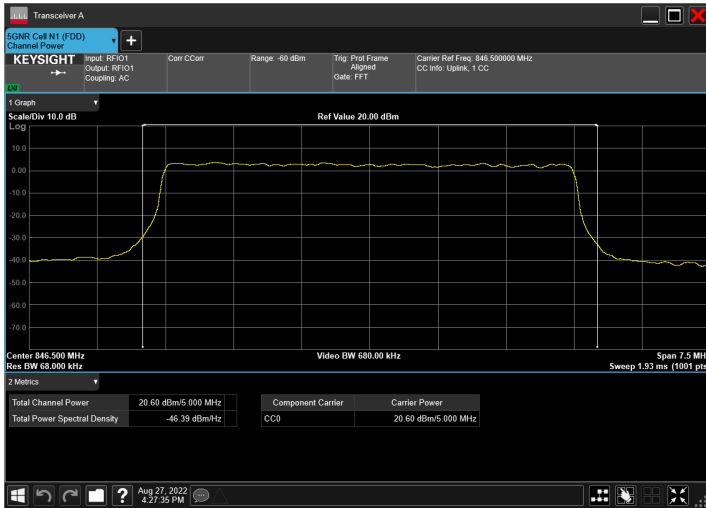 Transceiver A
5GNR Cell N1 (FDD)
Channel Power
KEYSIGHT
LXI
Input: RFIO1
Output: RFIO1
Coupling: AC
Corr CCorr
Range: -60 dBm
Trig: Prot Frame
Aligned
Gate: FFT
Carrier Ref Freq: 846.500000 MHz
CC Info: Uplink, 1 CC
1 Graph
Scale/Div 10.0 dB
Ref Value 20.00 dBm
Log
10.0
0.00
-10.0
-20.0
-30.0
-40.0
-50.0
-60.0
-70.0
Center 846.500 MHz
Video BW 680.00 kHz
Span 7.5 MH
Res BW 68.000 kHz
Sweep 1.93 ms (1001 pts
2 Metrics
Total Channel Power 20.60 dBm/5.000 MHz
Total Power Spectral Density -46.39 dBm/Hz
Component Carrier Carrier Power
CC0 20.60 dBm/5.000 MHz
?
Aug 27, 2022
4:27:35 PM